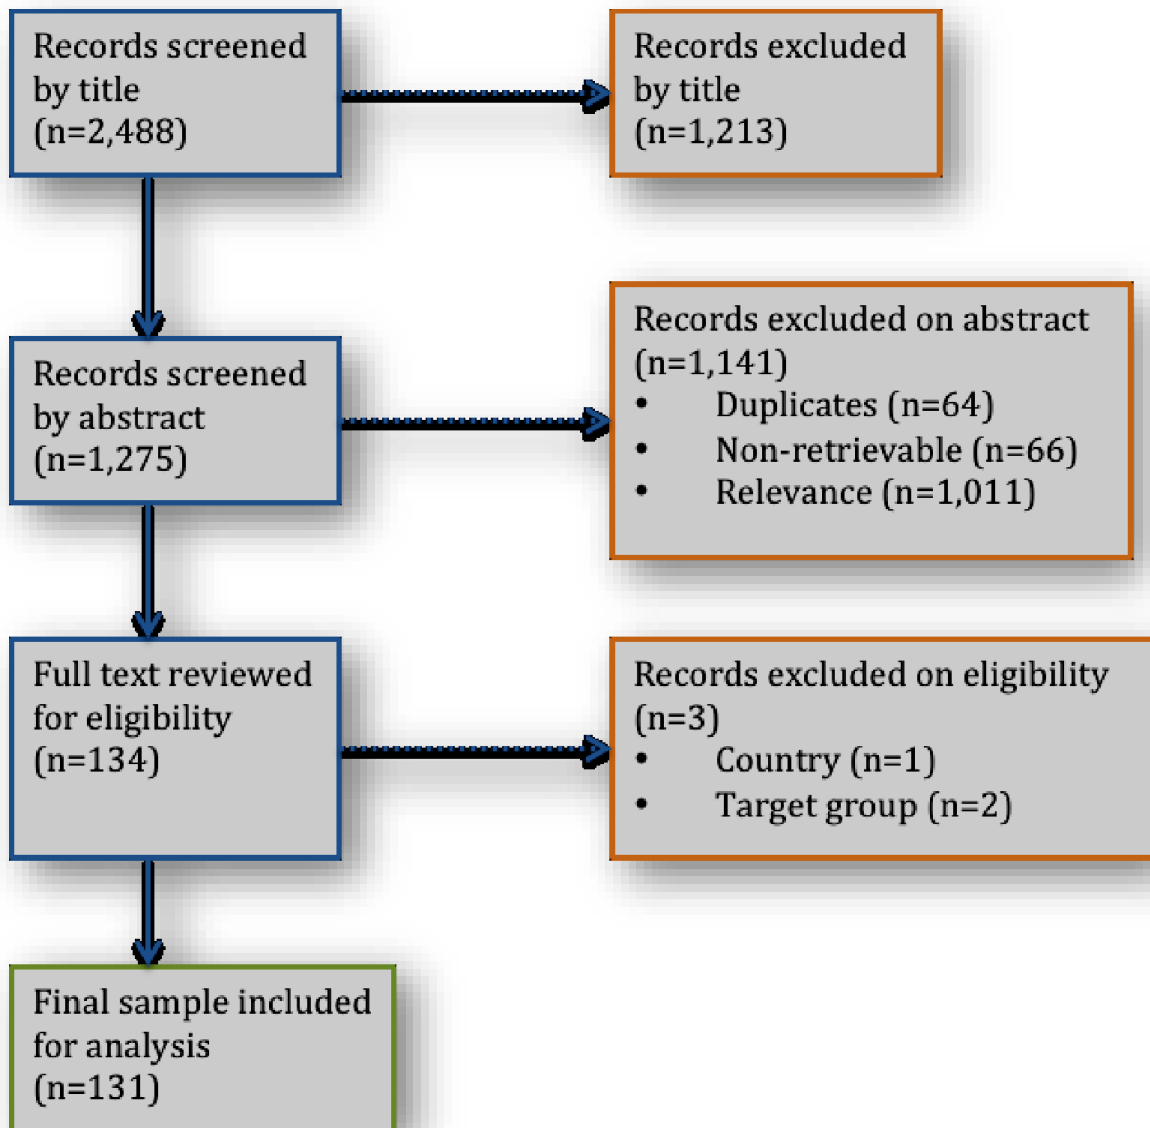 Records screened
by title
(n=2,488)
Records excluded
by title
(n=1,213)
Records screened
by abstract
(n=1,275)
Records excluded on abstract
(n=1,141)
• Duplicates (n=64)
• Non-retrievable (n=66)
• Relevance (n=1,011)
Full text reviewed
for eligibility
(n=134)
Records excluded on eligibility
(n=3)
• Country (n=1)
• Target group (n=2)
Final sample included
for analysis
(n=131)